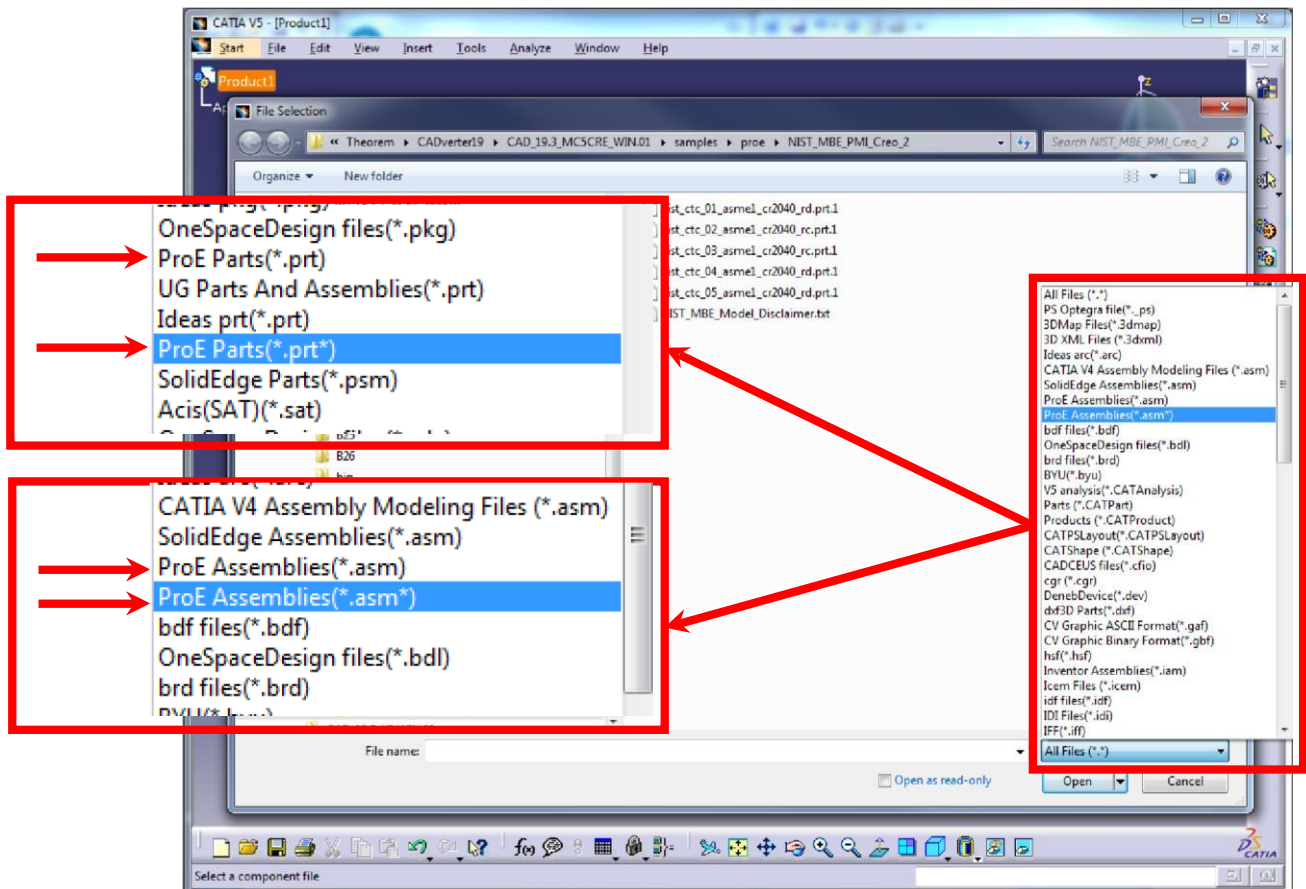 CATIA V5 - [Product1]
Start File Edit View Insert Tools Analyze Window Help
Product1
File Selection
« Theorem ▸ CADverter19 ▸ CAD_19.3_MC5CRE_WIN.01 ▸ samples ▸ proe ▸ NIST_MBE_PMI_Creo_2
Search NIST_MBE_PMI_Creo_2
Organize
New folder
ist_ctc_01_asme1_cr2040_rd.prt.1
ist_ctc_02_asme1_cr2040_rc.prt.1
ist_ctc_03_asme1_cr2040_rc.prt.1
ist_ctc_04_asme1_cr2040_rd.prt.1
ist_ctc_05_asme1_cr2040_rd.prt.1
IST_MBE_Model_Disclaimer.txt
OneSpaceDesign files(*.pkg)
ProE Parts(*.prt)
UG Parts And Assemblies(*.prt)
Ideas prt(*.prt)
ProE Parts(*.prt*)
SolidEdge Parts(*.psm)
Acis(SAT)(*.sat)
B26
CATIA V4 Assembly Modeling Files (*.asm)
SolidEdge Assemblies(*.asm)
ProE Assemblies(*.asm)
ProE Assemblies(*.asm*)
bdf files(*.bdf)
OneSpaceDesign files(*.bdl)
brd files(*.brd)
All Files (*.*)
PS Optegra file(*._ps)
3DMap Files(*.3dmap)
3D XML Files (*.3dxml)
Ideas arc(*.arc)
CATIA V4 Assembly Modeling Files (*.asm)
SolidEdge Assemblies(*.asm)
ProE Assemblies(*.asm)
ProE Assemblies(*.asm*)
bdf files(*.bdf)
OneSpaceDesign files(*.bdl)
brd files(*.brd)
BYU(*.byu)
V5 analysis(*.CATAnalysis)
Parts (*.CATPart)
Products (*.CATProduct)
CATPSLayout(*.CATPSLayout)
CATShape (*.CATShape)
CADCEUS files(*.cfio)
cgr (*.cgr)
DenebDevice(*.dev)
dxf3D Parts(*.dxf)
CV Graphic ASCII Format(*.gaf)
CV Graphic Binary Format(*.gbf)
hsf(*.hsf)
Inventor Assemblies(*.iam)
Icem Files (*.icem)
idf files(*.idf)
IDI Files(*.idi)
IFF(*.iff)
File name:
All Files (*.*)
Open as read-only
Open
Cancel
f(x)
CATIA
Select a component file